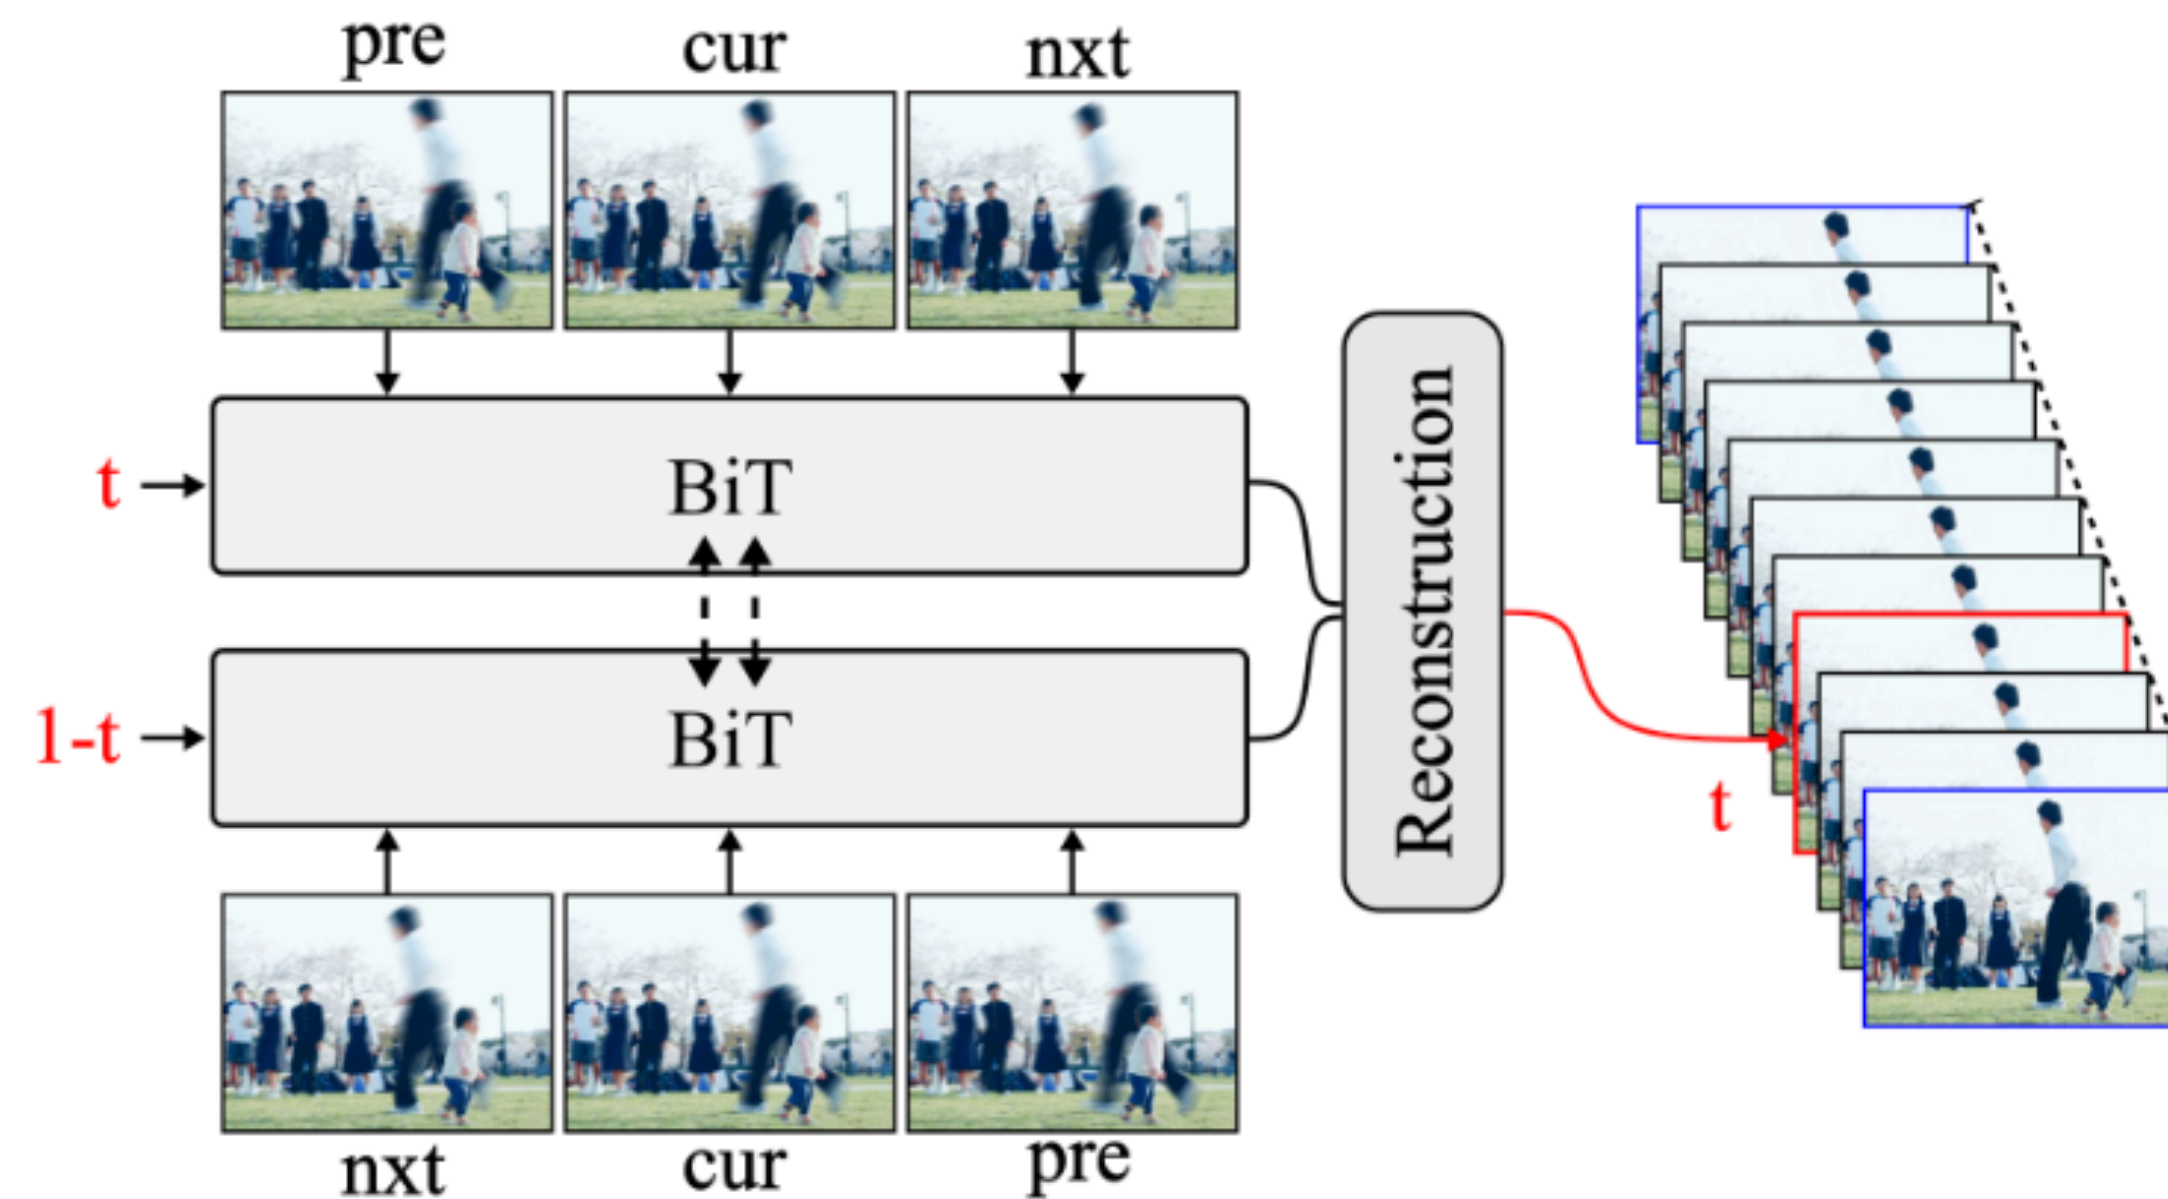 pre
cur
nxt
t
BiT
1-t
BiT
Reconstruction
t
nxt
cur
pre